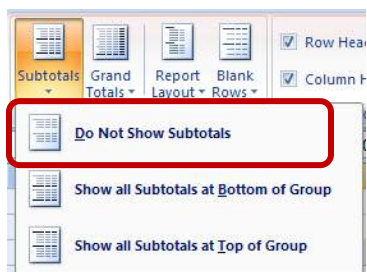 Subtotals Grand Totals Report Layout Blank Rows
Row Hea
Column H
Do Not Show Subtotals
Show all Subtotals at Bottom of Group
Show all Subtotals at Top of Group